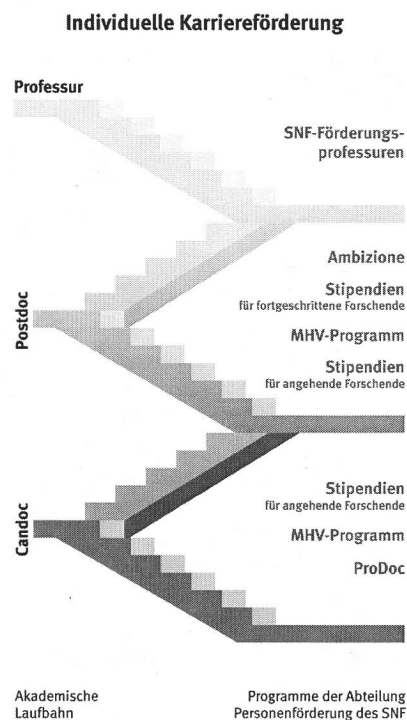 Individuelle Karriereförderung
Professur
SNF-Förderungs-
professuren
Ambizione
Stipendien
für fortgeschrittene Forschende
MHV-Programm
Stipendien
für angehende Forschende
Postdoc
Stipendien
für angehende Forschende
MHV-Programm
ProDoc
Candoc
Akademische
Laufbahn
Programme der Abteilung
Personenförderung des SNF